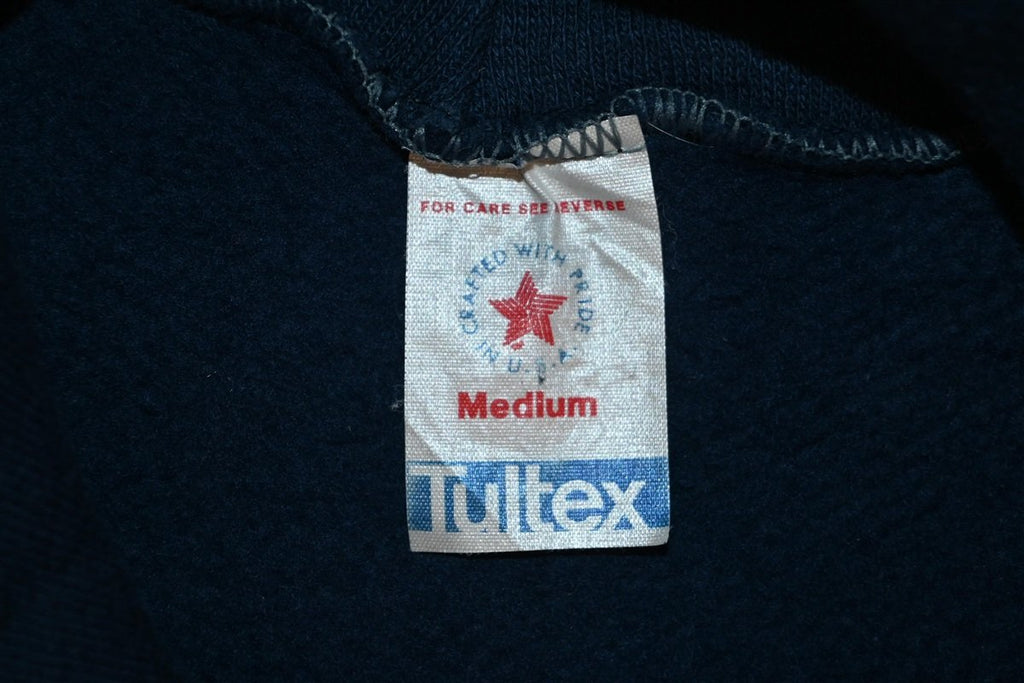 FOR CARE SEE REVERSE
CRAFTED WITH PRIDE
IN U.S.A.
Medium
Tultex